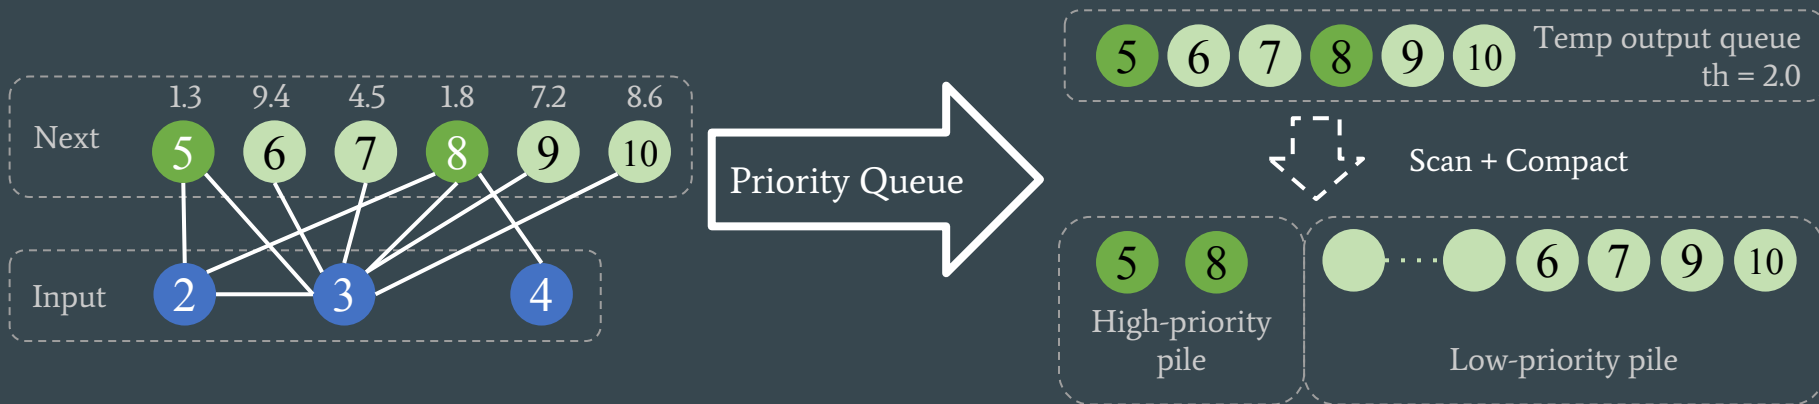 1.3 9.4 4.5 1.8 7.2 8.6
Next 5 6 7 8 9 10
Input 2 3 4
Priority Queue
5 6 7 8 9 10
Temp output queue
th = 2.0
Scan + Compact
5 8
High-priority
pile
6 7 9 10
Low-priority pile